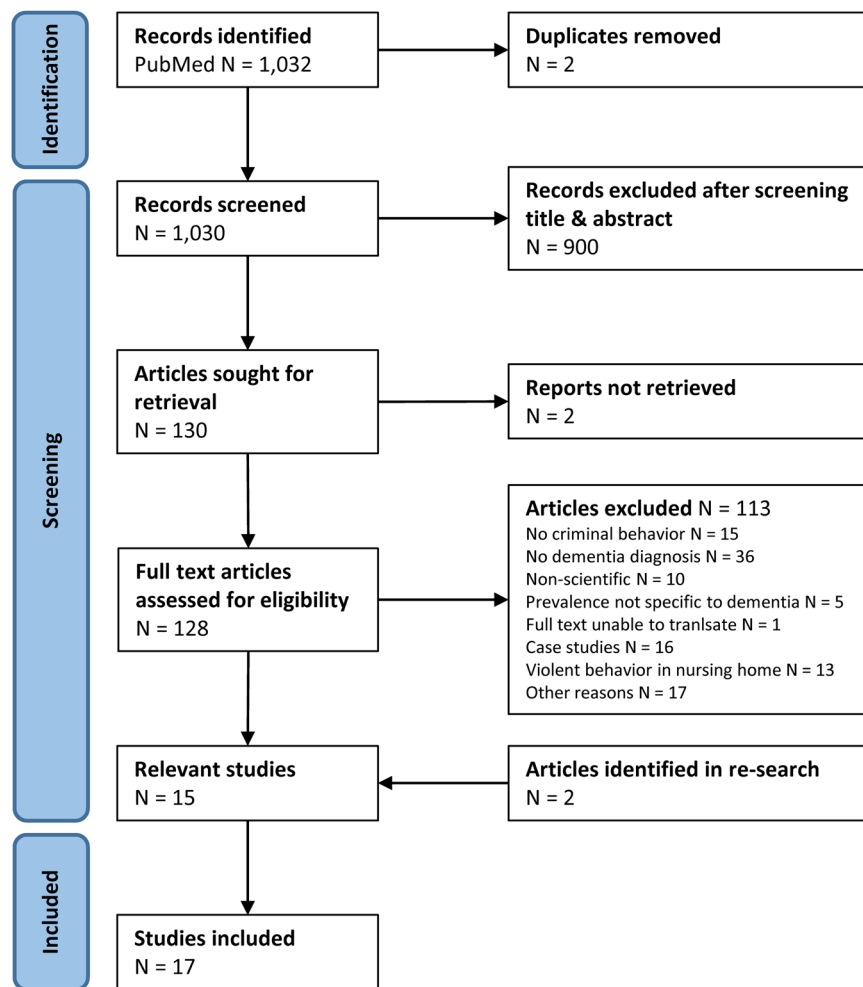 Identification
Records identified
PubMed N = 1,032
Duplicates removed
N = 2
Screening
Records screened
N = 1,030
Records excluded after screening
title & abstract
N = 900
Articles sought for
retrieval
N = 130
Reports not retrieved
N = 2
Full text articles
assessed for eligibility
N = 128
Articles excluded N = 113
No criminal behavior N = 15
No dementia diagnosis N = 36
Non-scientific N = 10
Prevalence not specific to dementia N = 5
Full text unable to tranlsate N = 1
Case studies N = 16
Violent behavior in nursing home N = 13
Other reasons N = 17
Relevant studies
N = 15
Articles identified in re-search
N = 2
Included
Studies included
N = 17